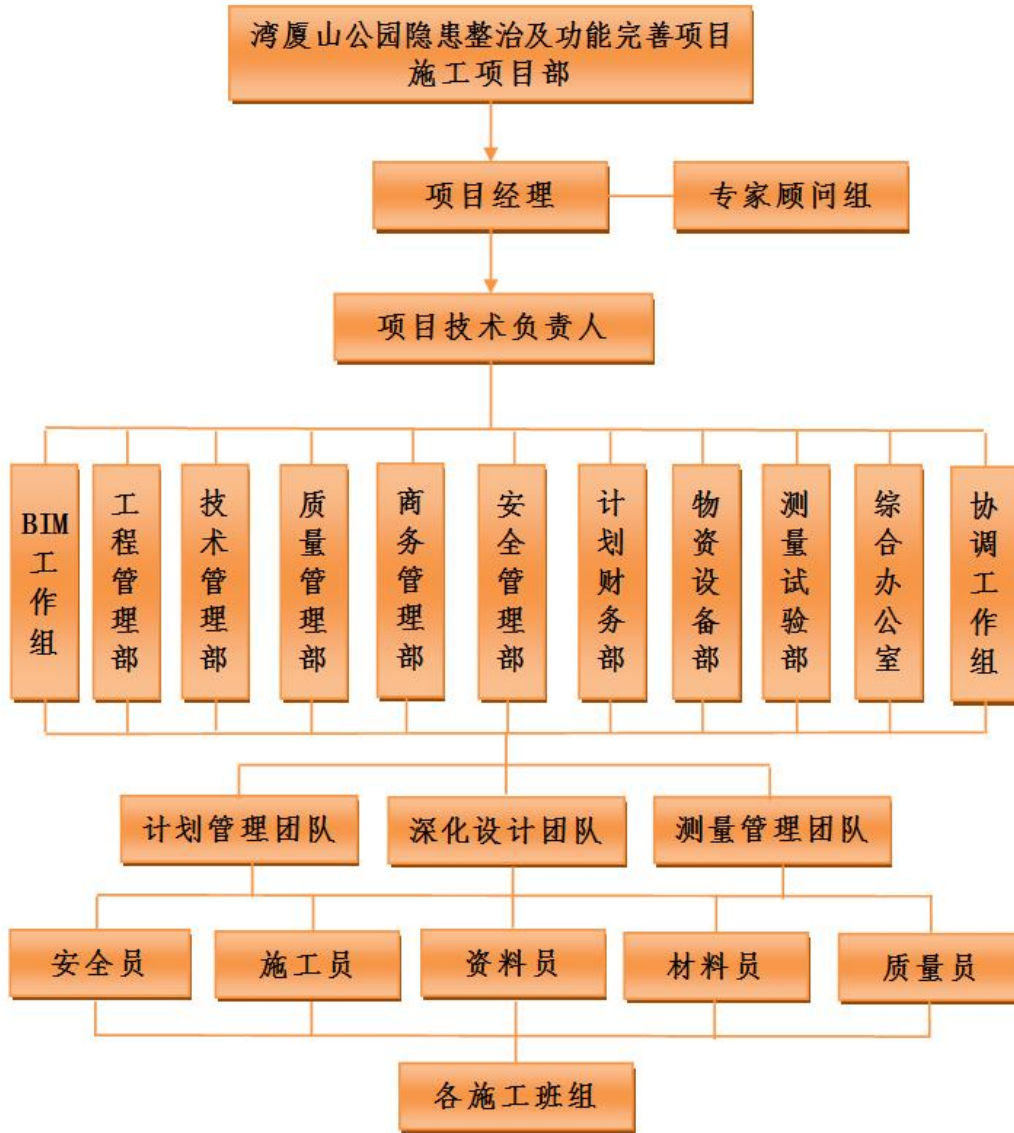 湾厦山公园隐患整治及功能完善项目
施工项目部
项目经理
专家顾问组
项目技术负责人
BIM工作组
工程管理部
技术管理部
质量管理部
商务管理部
安全管理部
计划财务部
物资设备部
测量试验部
综合办公室
协调工作组
计划管理团队
深化设计团队
测量管理团队
安全员
施工员
资料员
材料员
质量员
各施工班组